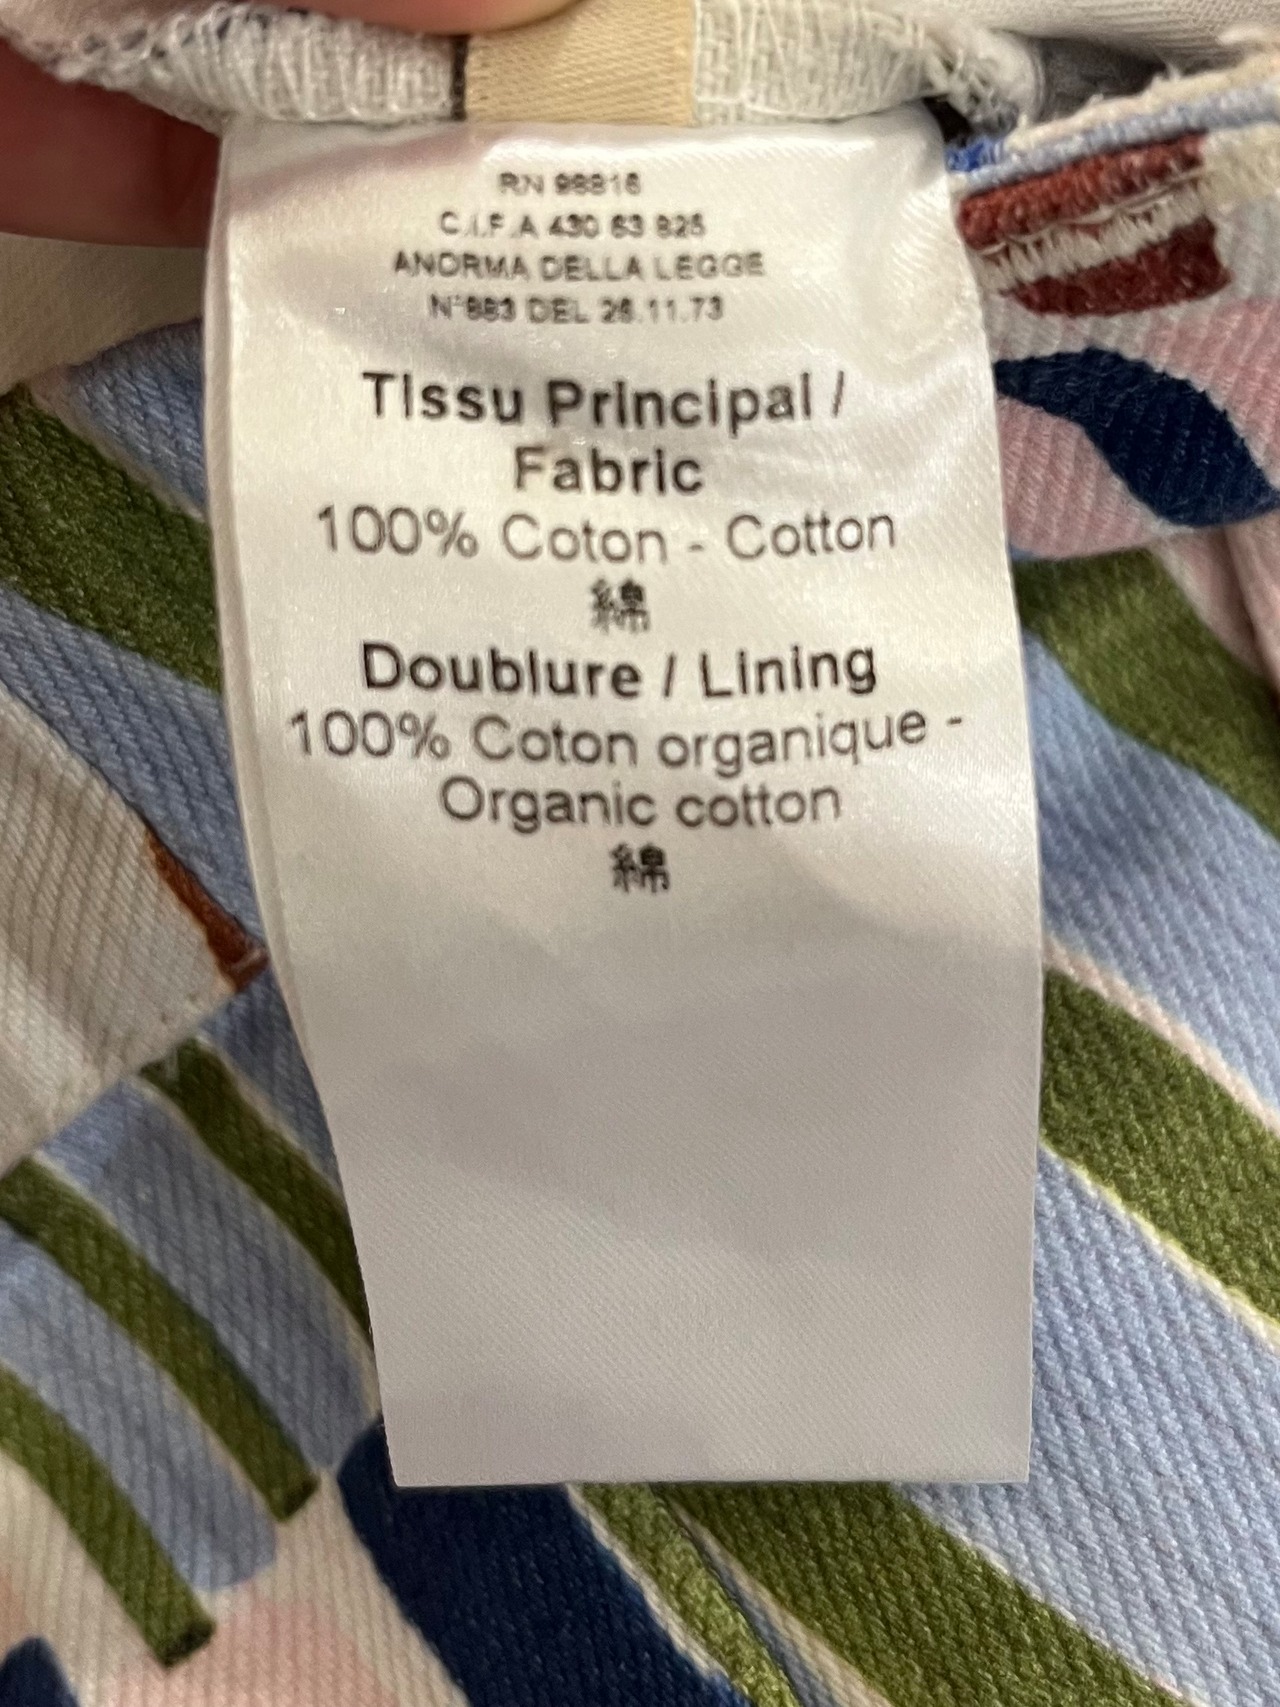 RN 98816
C.I.F.A 430 63 825
ANORMA DELLA LEGGE
N°883 DEL 26.11.73
Tissu Principal /
Fabric
100% Coton - Cotton
綿
Doublure / Lining
100% Coton organique -
Organic cotton
綿